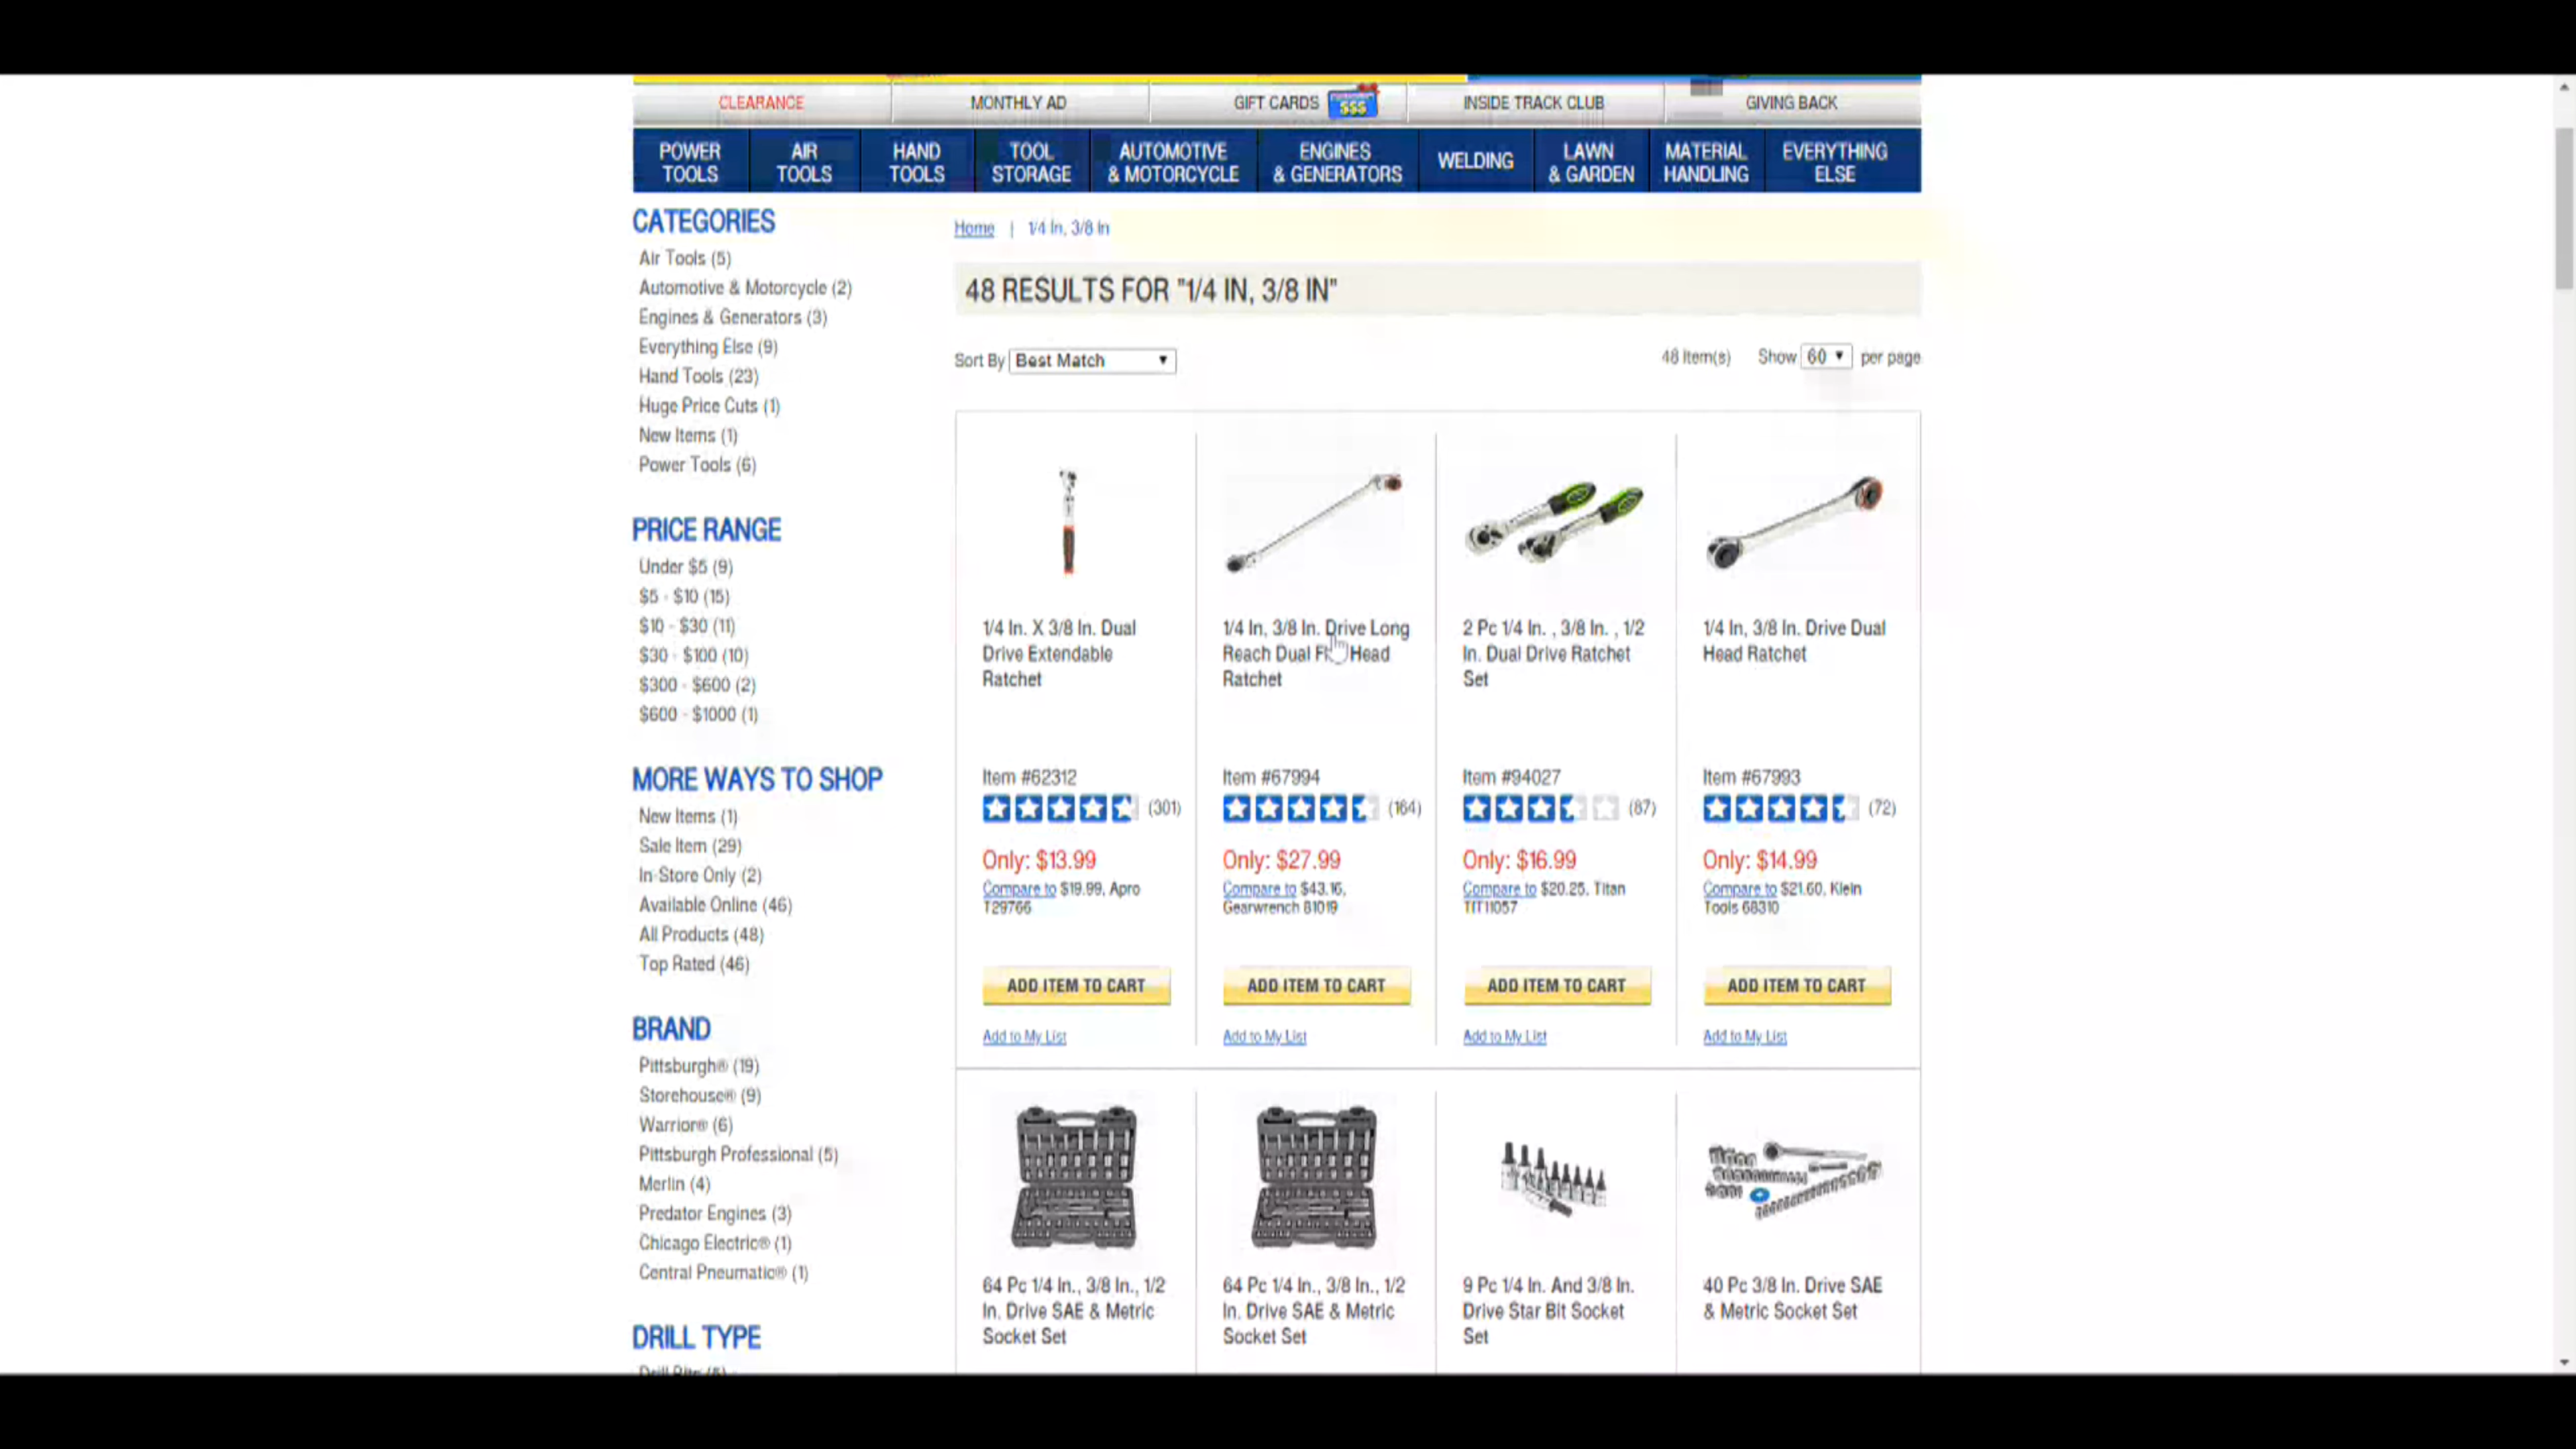 CLEARANCE
MONTHLY AD
GIFT CARDS
$$$
INSIDE TRACK CLUB
GIVING BACK
POWER
TOOLS
AIR
TOOLS
HAND
TOOLS
TOOL
STORAGE
AUTOMOTIVE
& MOTORCYCLE
ENGINES
& GENERATORS
WELDING
LAWN
& GARDEN
MATERIAL
HANDLING
EVERYTHING
ELSE
CATEGORIES
Air Tools (5)
Automotive & Motorcycle (2)
Engines & Generators (3)
Everything Else (9)
Hand Tools (23)
Huge Price Cuts (1)
New Items (1)
Power Tools (6)
PRICE RANGE
Under $5 (9)
$5 - $10 (15)
$10 - $30 (11)
$30 - $100 (10)
$300 - $600 (2)
$600 - $1000 (1)
MORE WAYS TO SHOP
New Items (1)
Sale Item (29)
In-Store Only (2)
Available Online (46)
All Products (48)
Top Rated (46)
BRAND
Pittsburgh® (19)
Storehouse® (9)
Warrior® (6)
Pittsburgh Professional (5)
Merlin (4)
Predator Engines (3)
Chicago Electric® (1)
Central Pneumatic® (1)
DRILL TYPE
Home | 1/4 In, 3/8 In
48 RESULTS FOR "1/4 IN, 3/8 IN"
Sort By Best Match
48 Item(s) Show 60 per page
1/4 In. X 3/8 In. Dual
Drive Extendable
Ratchet
Item #62312
(301)
Only: $13.99
Compare to $19.99, Apro
T29766
ADD ITEM TO CART
Add to My List
1/4 In, 3/8 In. Drive Long
Reach Dual Head
Ratchet
Item #67994
(164)
Only: $27.99
Compare to $43.16,
Gearwrench 81019
ADD ITEM TO CART
Add to My List
2 Pc 1/4 In. , 3/8 In. , 1/2
In. Dual Drive Ratchet
Set
Item #94027
(87)
Only: $16.99
Compare to $20.25, Titan
TIT11057
ADD ITEM TO CART
Add to My List
1/4 In, 3/8 In. Drive Dual
Head Ratchet
Item #67993
(72)
Only: $14.99
Compare to $21.60, Klein
Tools 68310
ADD ITEM TO CART
Add to My List
64 Pc 1/4 In., 3/8 In., 1/2
In. Drive SAE & Metric
Socket Set
64 Pc 1/4 In., 3/8 In., 1/2
In. Drive SAE & Metric
Socket Set
9 Pc 1/4 In. And 3/8 In.
Drive Star Bit Socket
Set
40 Pc 3/8 In. Drive SAE
& Metric Socket Set